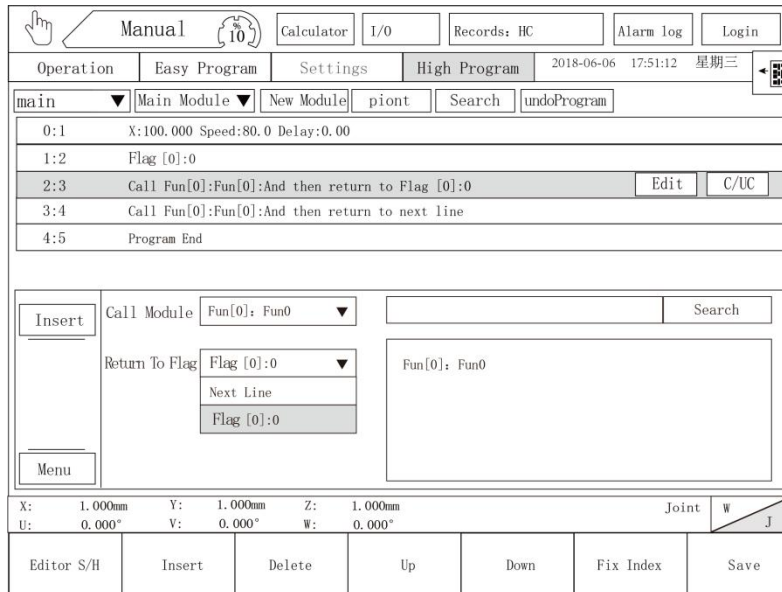 Manual 10 % Calculator I/O Records: HC Alarm log Login
Operation Easy Program Settings High Program 2018-06-06 17:51:12 星期三
main Main Module New Module piont Search undoProgram
0:1 X:100.000 Speed:80.0 Delay:0.00
1:2 Flag [0]:0
2:3 Call Fun[0]:Fun[0]:And then return to Flag [0]:0 Edit C/UC
3:4 Call Fun[0]:Fun[0]:And then return to next line
4:5 Program End
Insert Call Module Fun[0]: Fun0 Search
Return To Flag Flag [0]:0 Fun[0]: Fun0
Next Line
Flag [0]:0
Menu
X: 1.000mm Y: 1.000mm Z: 1.000mm Joint W
U: 0.000° V: 0.000° W: 0.000° J
Editor S/H Insert Delete Up Down Fix Index Save